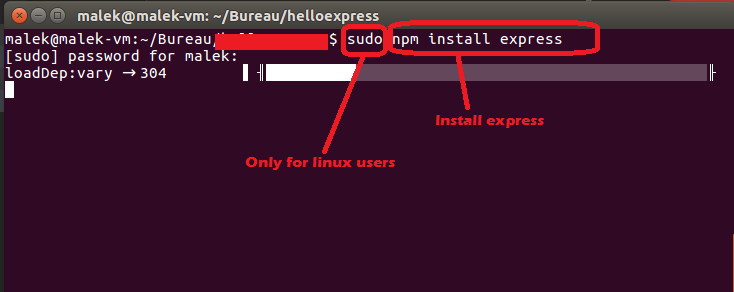 malek@malek-vm: ~/Bureau/helloexpress
malek@malek-vm:~/Bureau/ $ sudo npm install express
[sudo] password for malek:
loadDep:vary → 304
Install express
Only for linux users